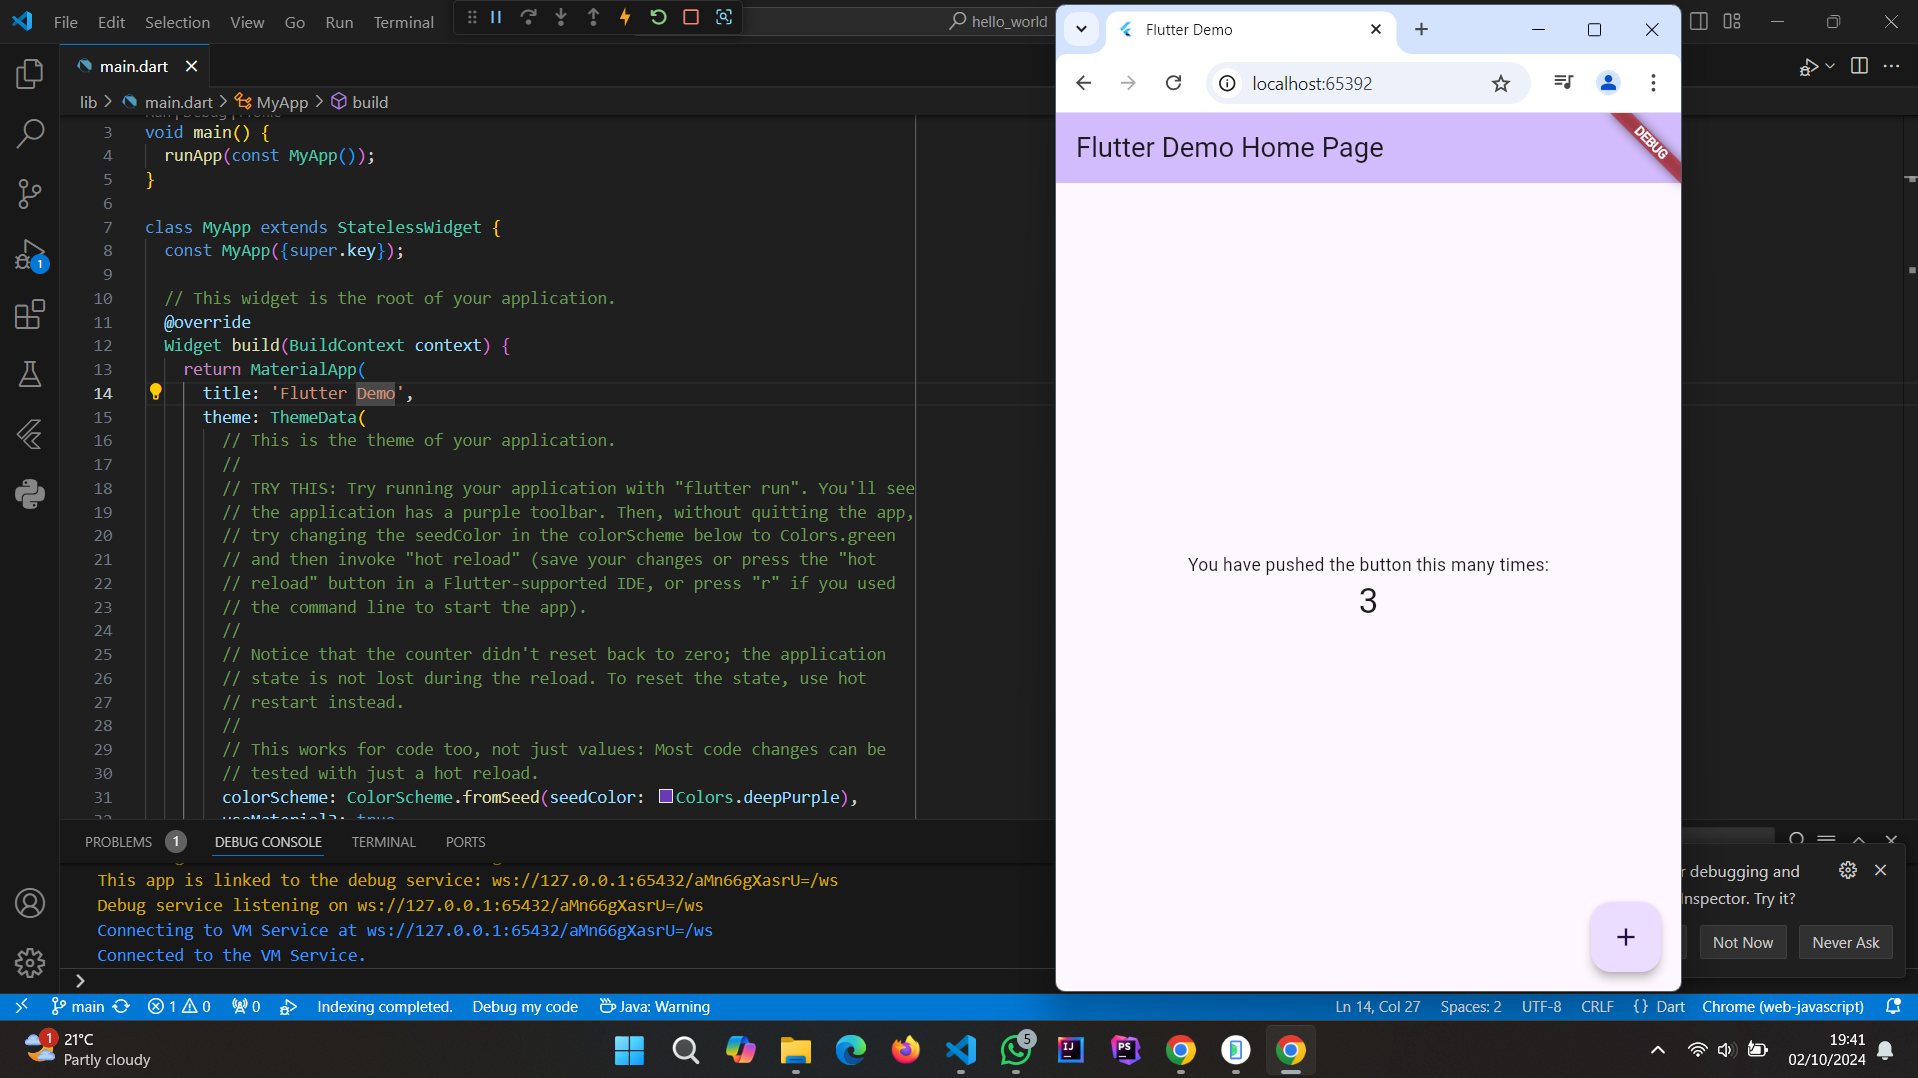 File Edit Selection View Go Run Terminal
hello_world
main.dart
lib > main.dart > MyApp > build
3 void main() {
4 runApp(const MyApp());
5 }
6
7 class MyApp extends StatelessWidget {
8 const MyApp({super.key});
9
10 // This widget is the root of your application.
11 @override
12 Widget build(BuildContext context) {
13 return MaterialApp(
14 title: 'Flutter Demo',
15 theme: ThemeData(
16 // This is the theme of your application.
17 //
18 // TRY THIS: Try running your application with "flutter run". You'll see
19 // the application has a purple toolbar. Then, without quitting the app,
20 // try changing the seedColor in the colorScheme below to Colors.green
21 // and then invoke "hot reload" (save your changes or press the "hot
22 // reload" button in a Flutter-supported IDE, or press "r" if you used
23 // the command line to start the app).
24 //
25 // Notice that the counter didn't reset back to zero; the application
26 // state is not lost during the reload. To reset the state, use hot
27 // restart instead.
28 //
29 // This works for code too, not just values: Most code changes can be
30 // tested with just a hot reload.
31 colorScheme: ColorScheme.fromSeed(seedColor: Colors.deepPurple),
PROBLEMS 1 DEBUG CONSOLE TERMINAL PORTS
This app is linked to the debug service: ws://127.0.0.1:65432/aMn66gXasrU=/ws
Debug service listening on ws://127.0.0.1:65432/aMn66gXasrU=/ws
Connecting to VM Service at ws://127.0.0.1:65432/aMn66gXasrU=/ws
Connected to the VM Service.
Flutter Demo
localhost:65392
Flutter Demo Home Page
DEBUG
You have pushed the button this many times:
3
debugging and
Inspector. Try it?
Not Now Never Ask
1
main 1 0 0 Indexing completed. Debug my code Java: Warning
Ln 14, Col 27 Spaces: 2 UTF-8 CRLF {} Dart Chrome (web-javascript)
1 21°C
Partly cloudy
5
IJ
PS
19:41
02/10/2024